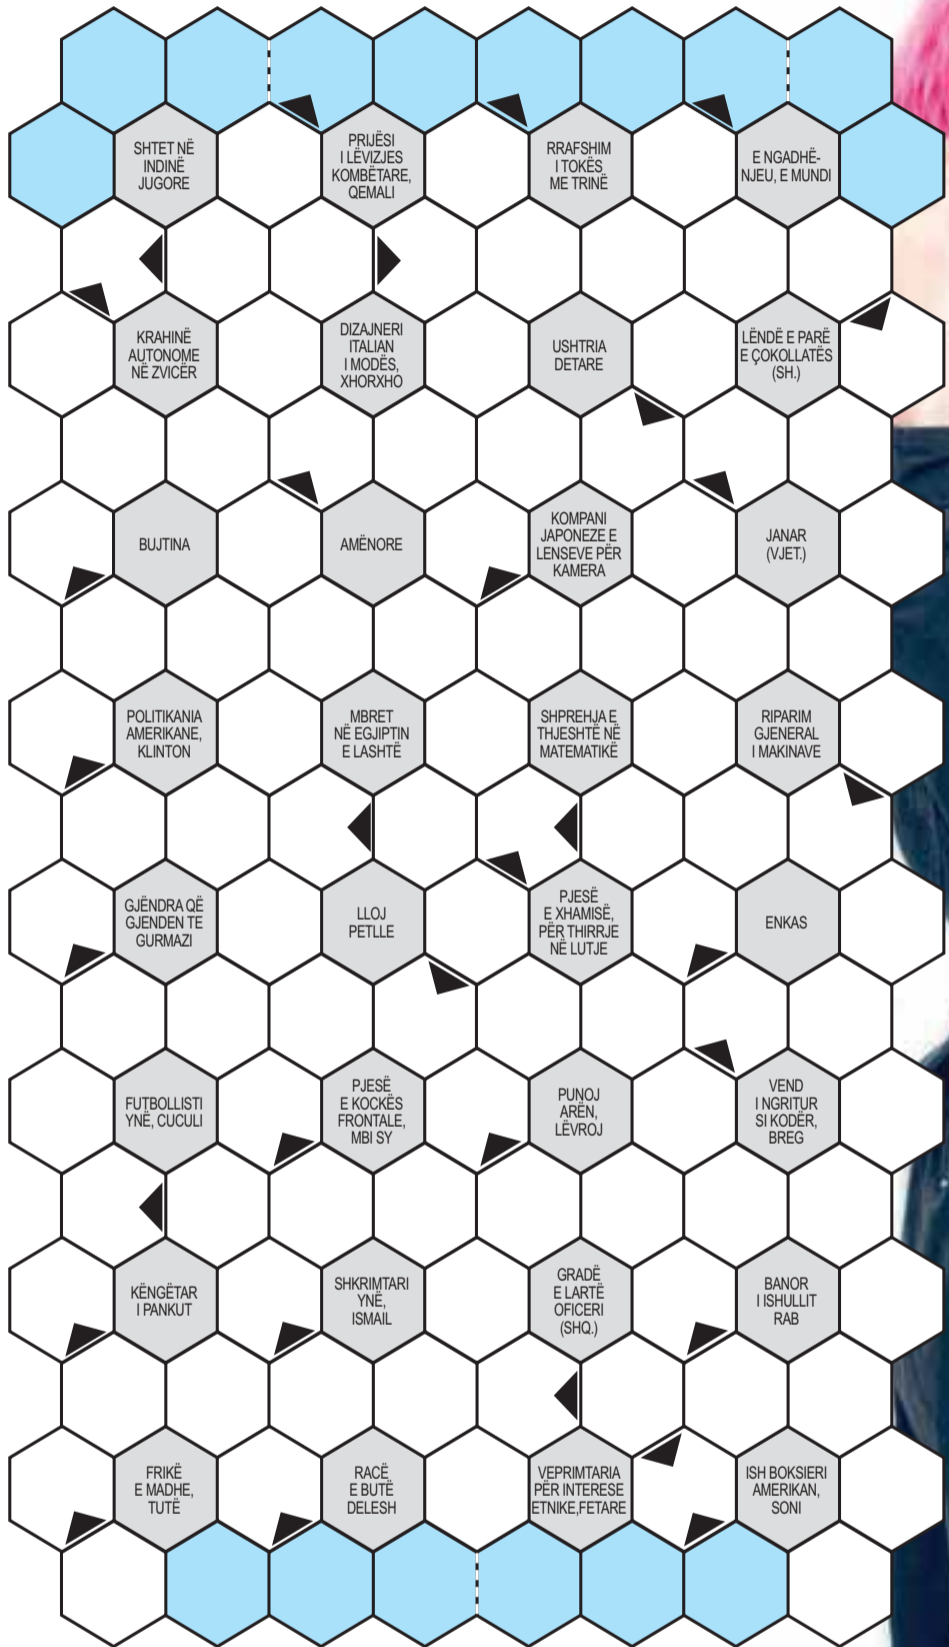 SHTET NË
INDINË
JUGORE
PRIJËSI
I LËVIZJES
KOMBËTARE,
QEMALI
RRAFSHIM
I TOKËS
ME TRINË
E NGADHË-
NJEU, E MUNDI
KRAHINË
AUTONOME
NË ZVICËR
DIZAJNERI
ITALIAN
I MODËS,
XHORXHO
USHTRIA
DETARE
LËNDË E PARË
E ÇOKOLLATËS
(SH.)
BUJTINA
AMËNORE
KOMPANI
JAPONEZE E
LENSEVE PËR
KAMERA
JANAR
(VJET.)
POLITIKANIA
AMERIKANE,
KLINTON
MBRET
NË EGJIPTIN
E LASHTË
SHPREHJA E
THJESHTË NË
MATEMATIKË
RIPARIM
GJENERAL
I MAKINAVE
GJËNDRA QË
GJENDEN TE
GURMAZI
LLOJ
PETLLE
PJESË
E XHAMISË,
PËR THIRRJE
NË LUTJE
ENKAS
FUTBOLLISTI
YNË, CUCULI
PJESË
E KOCKËS
FRONTALE,
MBI SY
PUNOJ
ARËN,
LËVROJ
VEND
I NGRITUR
SI KODËR,
BREG
KËNGËTAR
I PANKUT
SHKRIMTARI
YNË,
ISMAIL
GRADË
E LARTË
OFICERI
(SHQ.)
BANOR
I ISHULLIT
RAB
FRIKË
E MADHE,
TUTË
RACË
E BUTË
DELESH
VEPRIMTARIA
PËR INTERESE
ETNIKE,FETARE
ISH BOKSIERI
AMERIKAN,
SONI